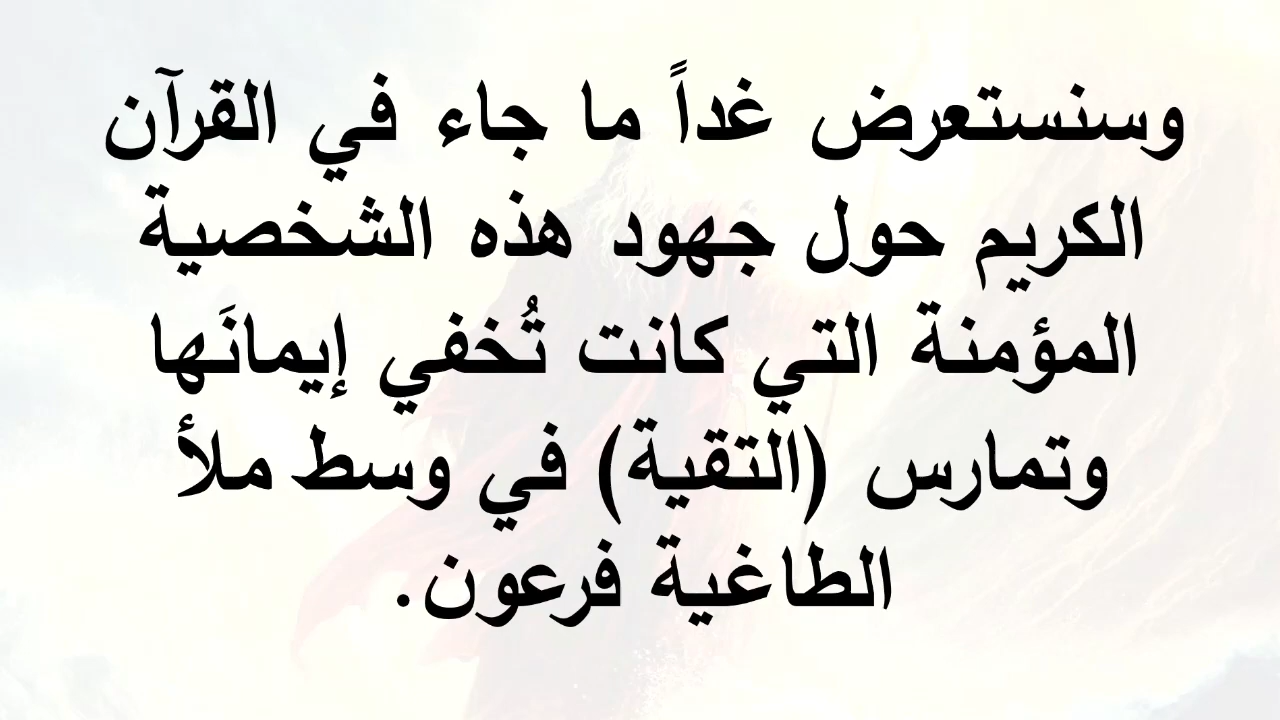 وسنستعرض غداً ما جاء في القرآن
الكريم حول جهود هذه الشخصية
المؤمنة التي كانت تُخفي إيمانَها
وتمارس (التقية) في وسط ملأ
الطاغية فرعون.